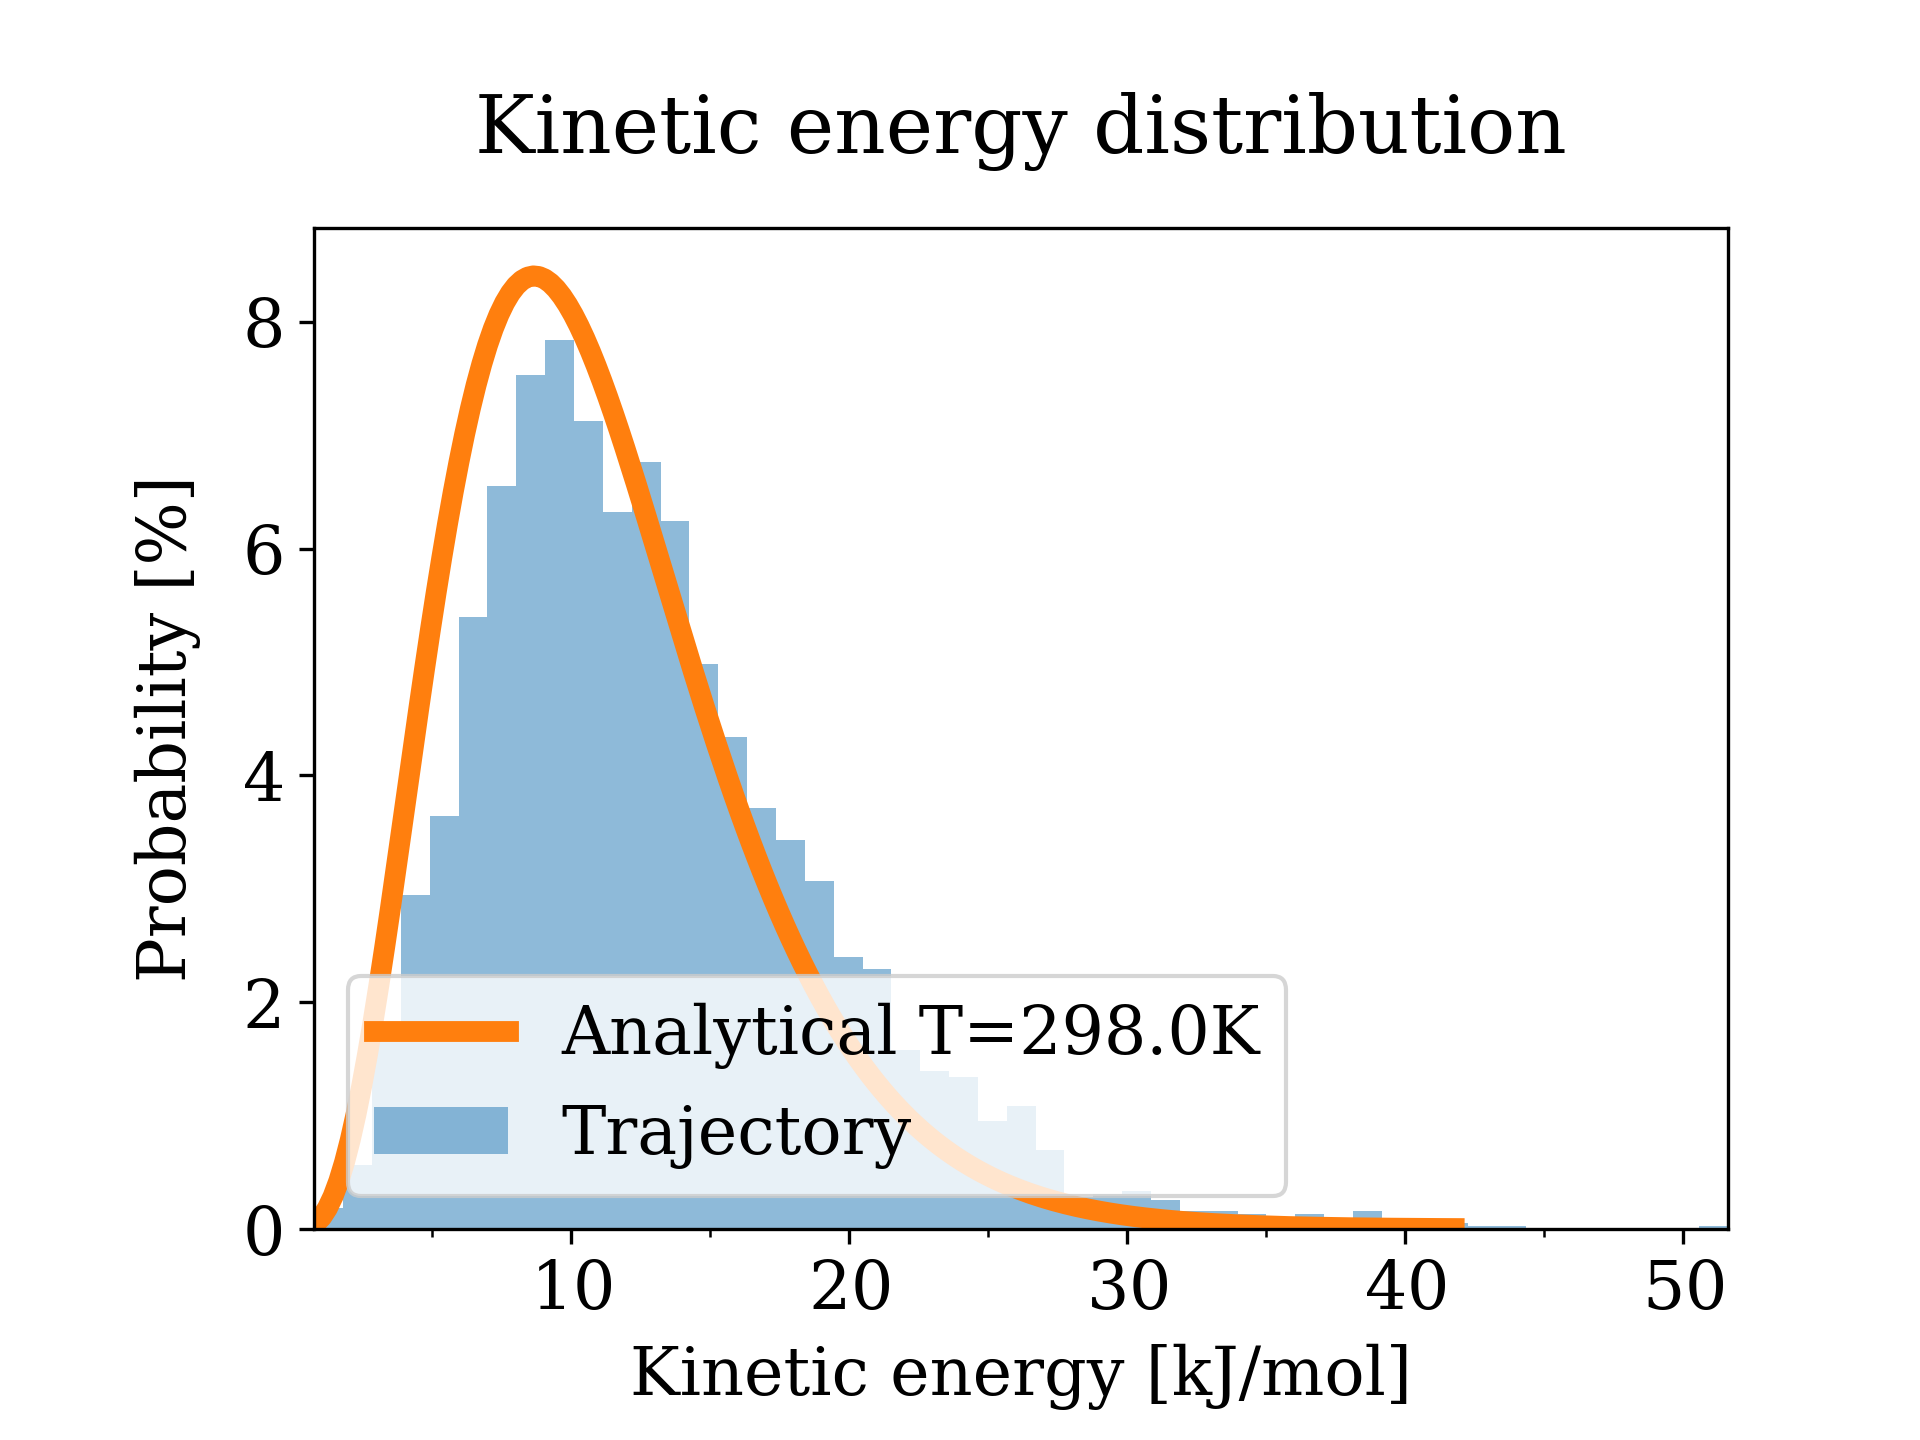 Kinetic energy distribution
Probability [%]
8
6
4
2
0
Analytical T=298.0K
Trajectory
10 20 30 40 50
Kinetic energy [kJ/mol]